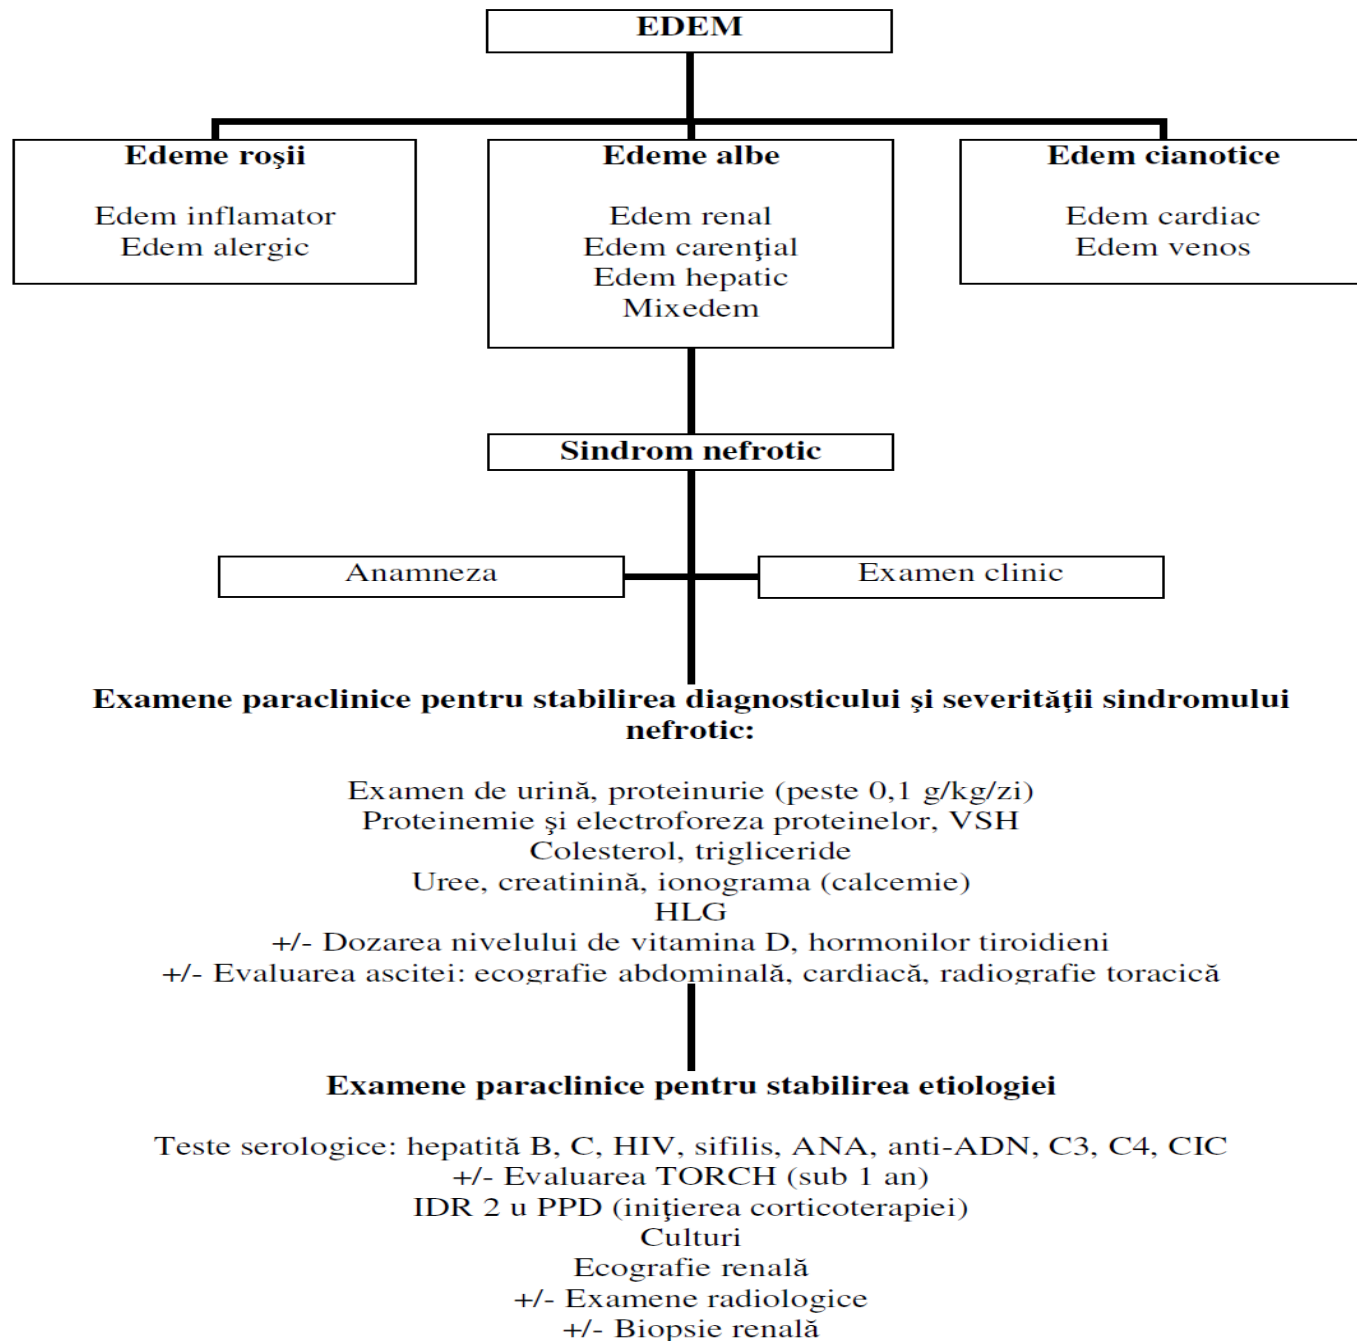 EDEM
Edeme roşii
Edem inflamator
Edem alergic
Edeme albe
Edem renal
Edem carenţial
Edem hepatic
Mixedem
Edem cianotice
Edem cardiac
Edem venos
Sindrom nefrotic
Anamneza
Examen clinic
Examene paraclinice pentru stabilirea diagnosticului şi severităţii sindromului
nefrotic:
Examen de urină, proteinurie (peste 0,1 g/kg/zi)
Proteinemie şi electroforeza proteinelor, VSH
Colesterol, trigliceride
Uree, creatinină, ionograma (calcemie)
HLG
+/- Dozarea nivelului de vitamina D, hormonilor tiroidieni
+/- Evaluarea ascitei: ecografie abdominală, cardiacă, radiografie toracică
Examene paraclinice pentru stabilirea etiologiei
Teste serologice: hepatită B, C, HIV, sifilis, ANA, anti-ADN, C3, C4, CIC
+/- Evaluarea TORCH (sub 1 an)
IDR 2 u PPD (iniţierea corticoterapiei)
Culturi
Ecografie renală
+/- Examene radiologice
+/- Biopsie renală